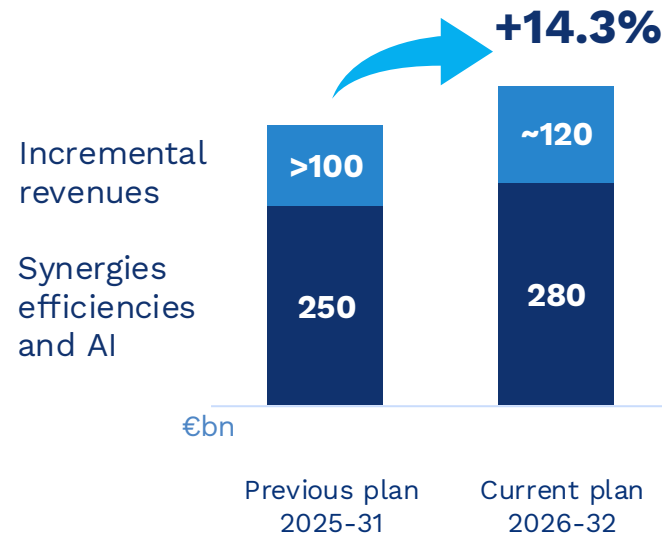 +14.3%
Incremental
revenues
>100
~120
Synergies
efficiencies
and AI
250
280
€bn
Previous plan
2025-31
Current plan
2026-32